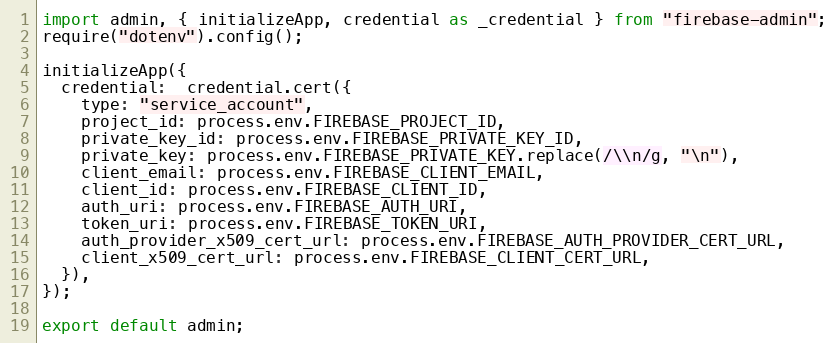 1 import admin, { initializeApp, credential as _credential } from "firebase-admin";
2 require("dotenv").config();
3
4 initializeApp({
5   credential:  credential.cert({
6     type: "service_account",
7     project_id: process.env.FIREBASE_PROJECT_ID,
8     private_key_id: process.env.FIREBASE_PRIVATE_KEY_ID,
9     private_key: process.env.FIREBASE_PRIVATE_KEY.replace(/\\n/g, "\n"),
10     client_email: process.env.FIREBASE_CLIENT_EMAIL,
11     client_id: process.env.FIREBASE_CLIENT_ID,
12     auth_uri: process.env.FIREBASE_AUTH_URI,
13     token_uri: process.env.FIREBASE_TOKEN_URI,
14     auth_provider_x509_cert_url: process.env.FIREBASE_AUTH_PROVIDER_CERT_URL,
15     client_x509_cert_url: process.env.FIREBASE_CLIENT_CERT_URL,
16   }),
17 });
18
19 export default admin;